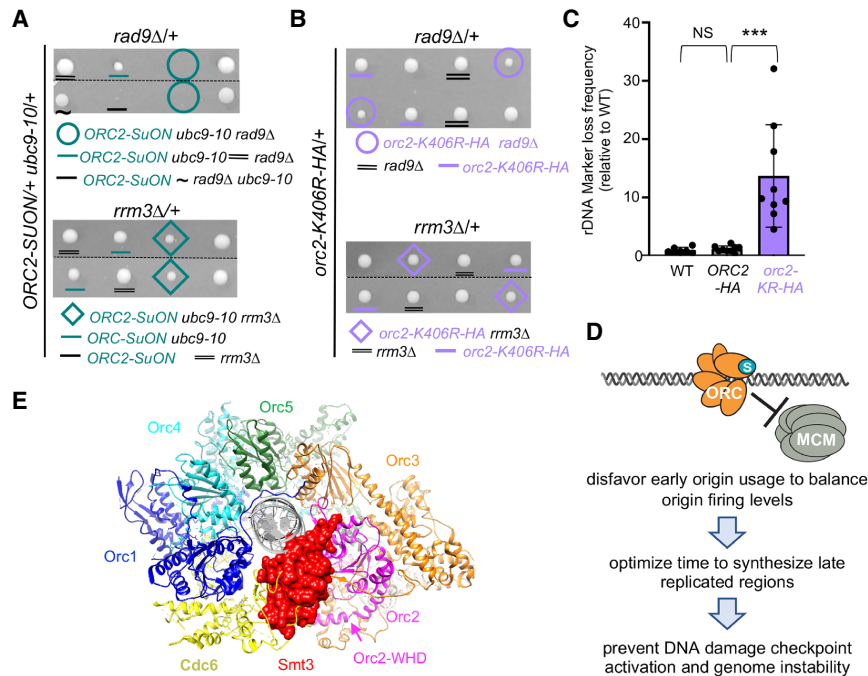 A
rad9Δ/+
ORC2-SUON/+ ubc9-10/+
~
ORC2-SuON ubc9-10 rad9Δ
ORC2-SuON ubc9-10 rad9Δ
ORC2-SuON ~ rad9Δ ubc9-10
rrm3Δ/+
ORC2-SuON ubc9-10 rrm3Δ
ORC-SuON ubc9-10
ORC2-SuON rrm3Δ
B
rad9Δ/+
orc2-K406R-HA/+
orc2-K406R-HA rad9Δ
rad9Δ orc2-K406R-HA
rrm3Δ/+
orc2-K406R-HA rrm3Δ
rrm3Δ orc2-K406R-HA
C
rDNA Marker loss frequency
(relative to WT)
40
30
20
10
0
NS
***
WT
ORC2
-HA
orc2-
KR-HA
D
S
ORC
MCM
disfavor early origin usage to balance
origin firing levels
optimize time to synthesize late
replicated regions
prevent DNA damage checkpoint
activation and genome instability
E
Orc5
Orc4
Orc3
Orc1
Orc2
Orc2-WHD
Cdc6
Smt3